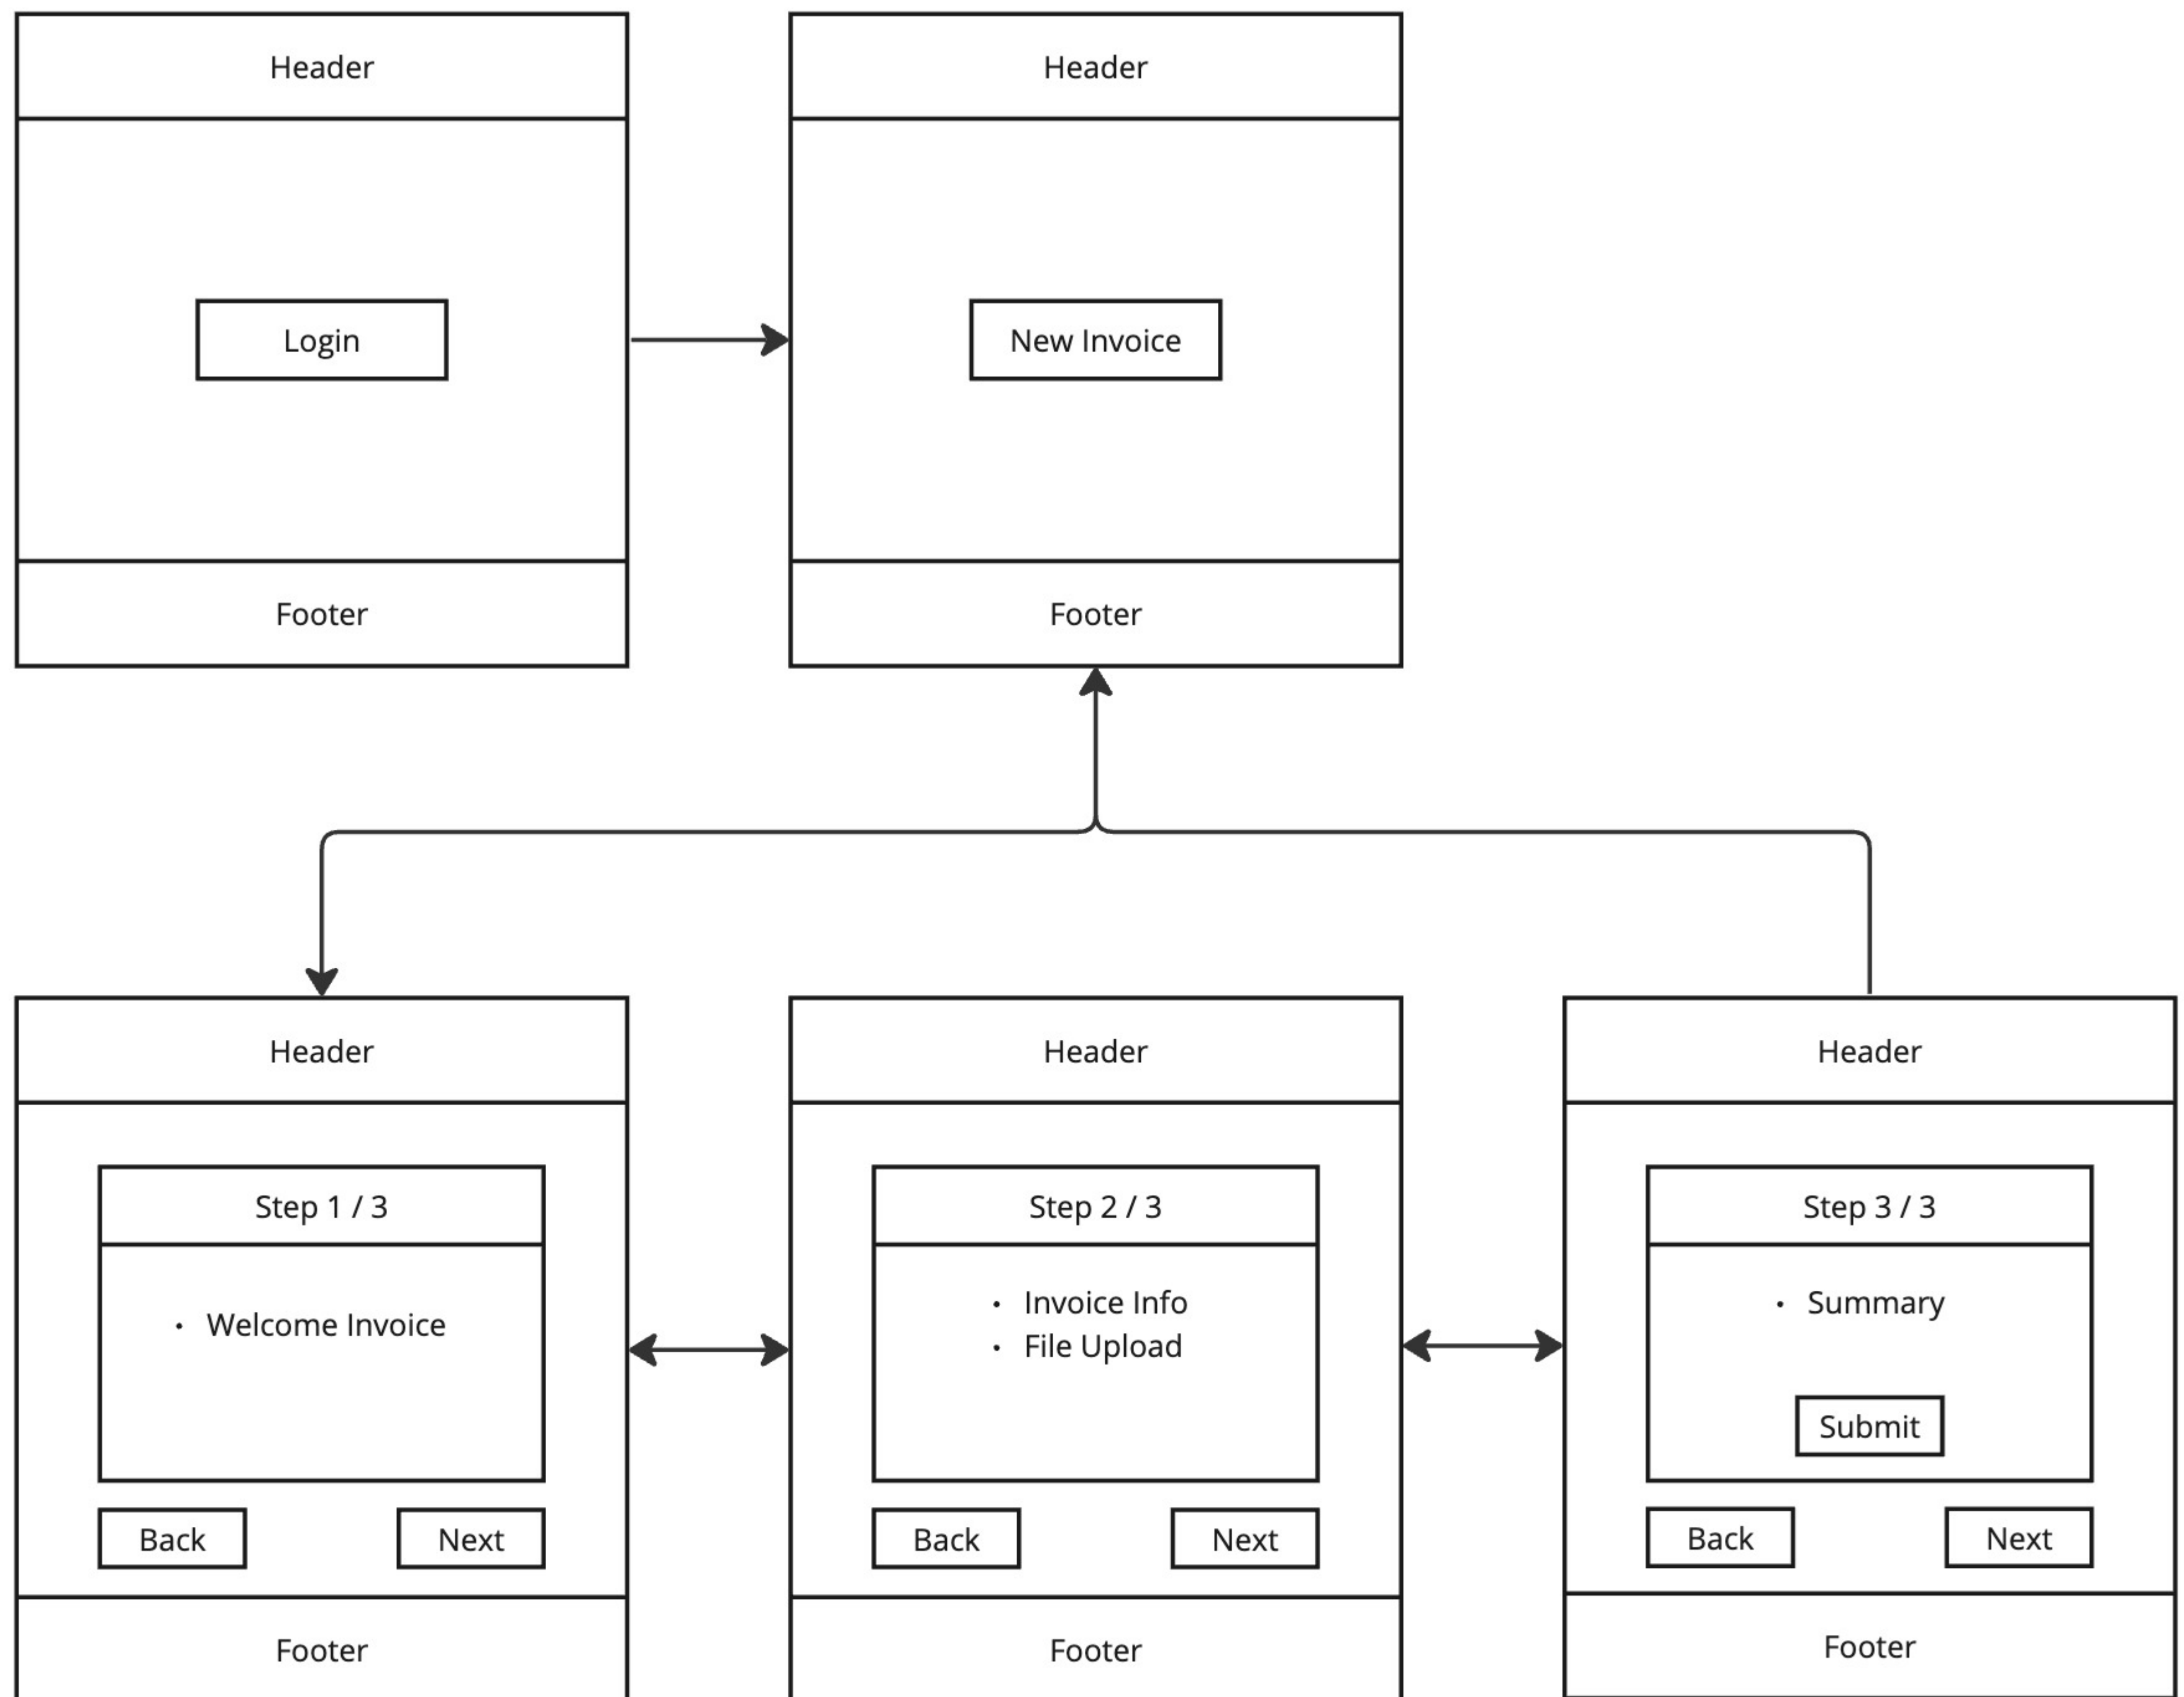 Header
Login
Footer
Header
New Invoice
Footer
Header
Step 1 / 3
• Welcome Invoice
Back
Next
Footer
Header
Step 2 / 3
• Invoice Info
• File Upload
Back
Next
Footer
Header
Step 3 / 3
• Summary
Submit
Back
Next
Footer